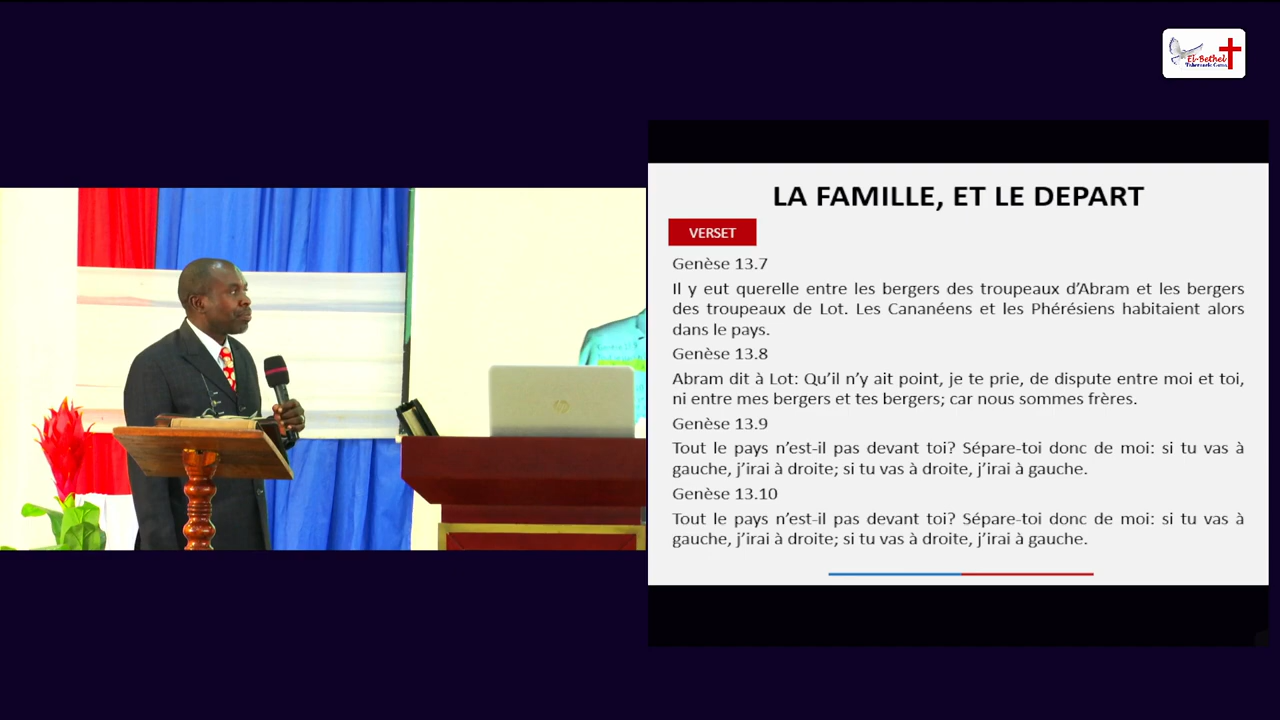 El-Bethel
Tabernacle
LA FAMILLE, ET LE DEPART
VERSET
Genèse 13.7
Il y eut querelle entre les bergers des troupeaux d’Abram et les bergers
des troupeaux de Lot. Les Cananéens et les Phérésiens habitaient alors
dans le pays.
Genèse 13.8
Abram dit à Lot: Qu’il n’y ait point, je te prie, de dispute entre moi et toi,
ni entre mes bergers et tes bergers; car nous sommes frères.
Genèse 13.9
Tout le pays n’est-il pas devant toi? Sépare-toi donc de moi: si tu vas à
gauche, j’irai à droite; si tu vas à droite, j’irai à gauche.
Genèse 13.10
Tout le pays n’est-il pas devant toi? Sépare-toi donc de moi: si tu vas à
gauche, j’irai à droite; si tu vas à droite, j’irai à gauche.
hp